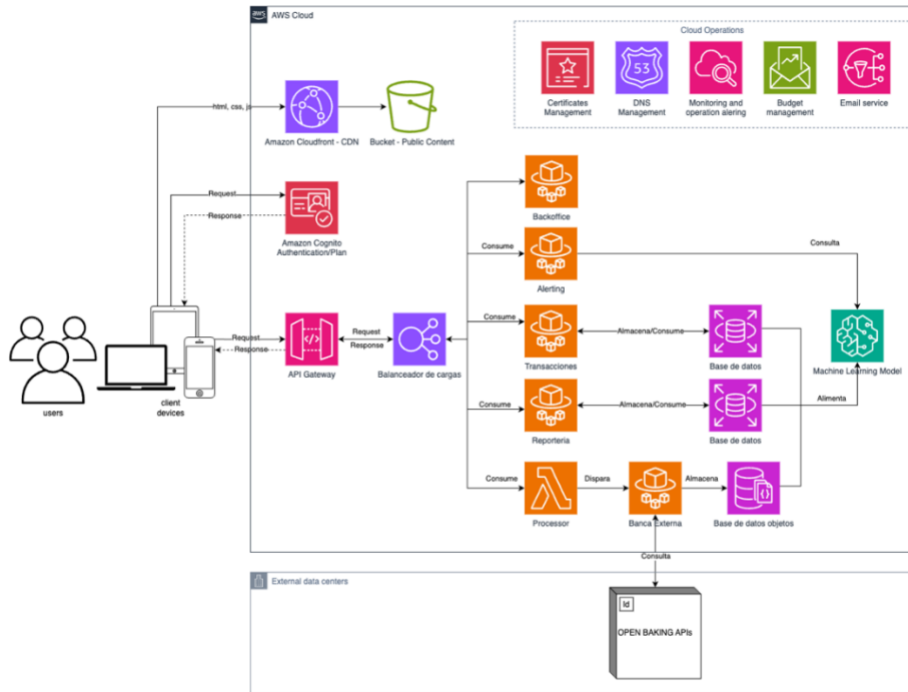 aws
AWS Cloud
Cloud Operations
53
Certificates
Management
DNS
Management
Monitoring and
operation alering
Budget
management
Email service
html, css, js
Amazon Cloudfront - CDN
Bucket - Public Content
Request
Response
Amazon Cognito
Authentication/Plan
Backoffice
Consume
Consulta
Alerting
users
client
devices
Request
Response
API Gateway
Request
Response
Balanceador de cargas
Consume
Almacena/Consume
Transacciones
Base de datos
Machine Learning Model
Consume
Almacena/Consume
Alimenta
Reporteria
Base de datos
Consume
Dispara
Almacena
Processor
Banca Externa
Base de datos objetos
Consulta
External data centers
Id
OPEN BAKING APIs